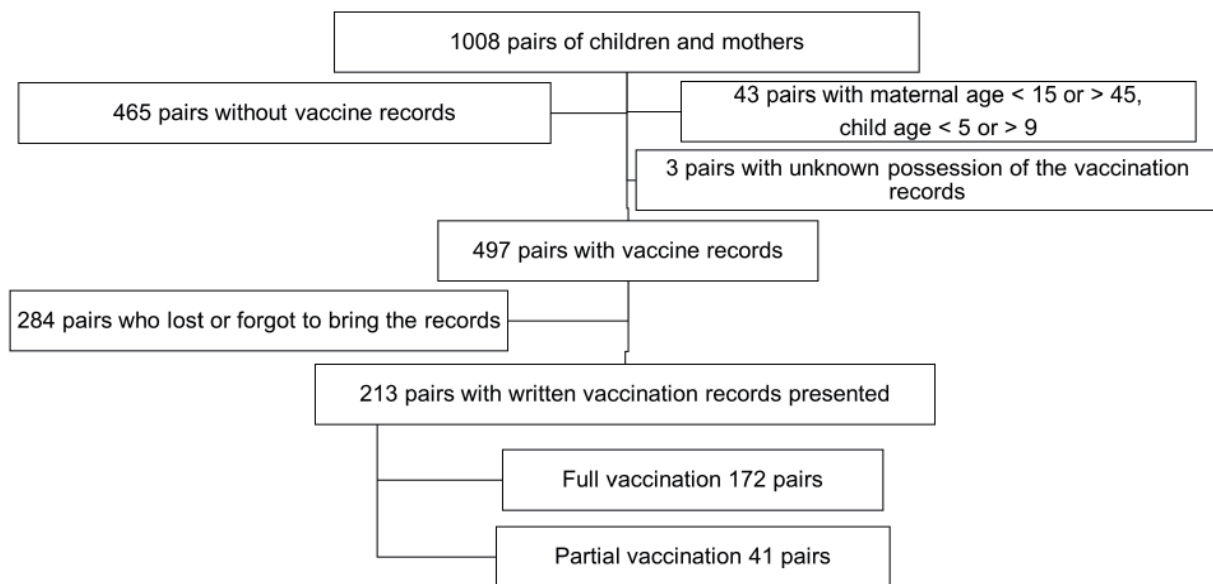 1008 pairs of children and mothers
465 pairs without vaccine records
43 pairs with maternal age < 15 or > 45,
child age < 5 or > 9
3 pairs with unknown possession of the vaccination
records
497 pairs with vaccine records
284 pairs who lost or forgot to bring the records
213 pairs with written vaccination records presented
Full vaccination 172 pairs
Partial vaccination 41 pairs